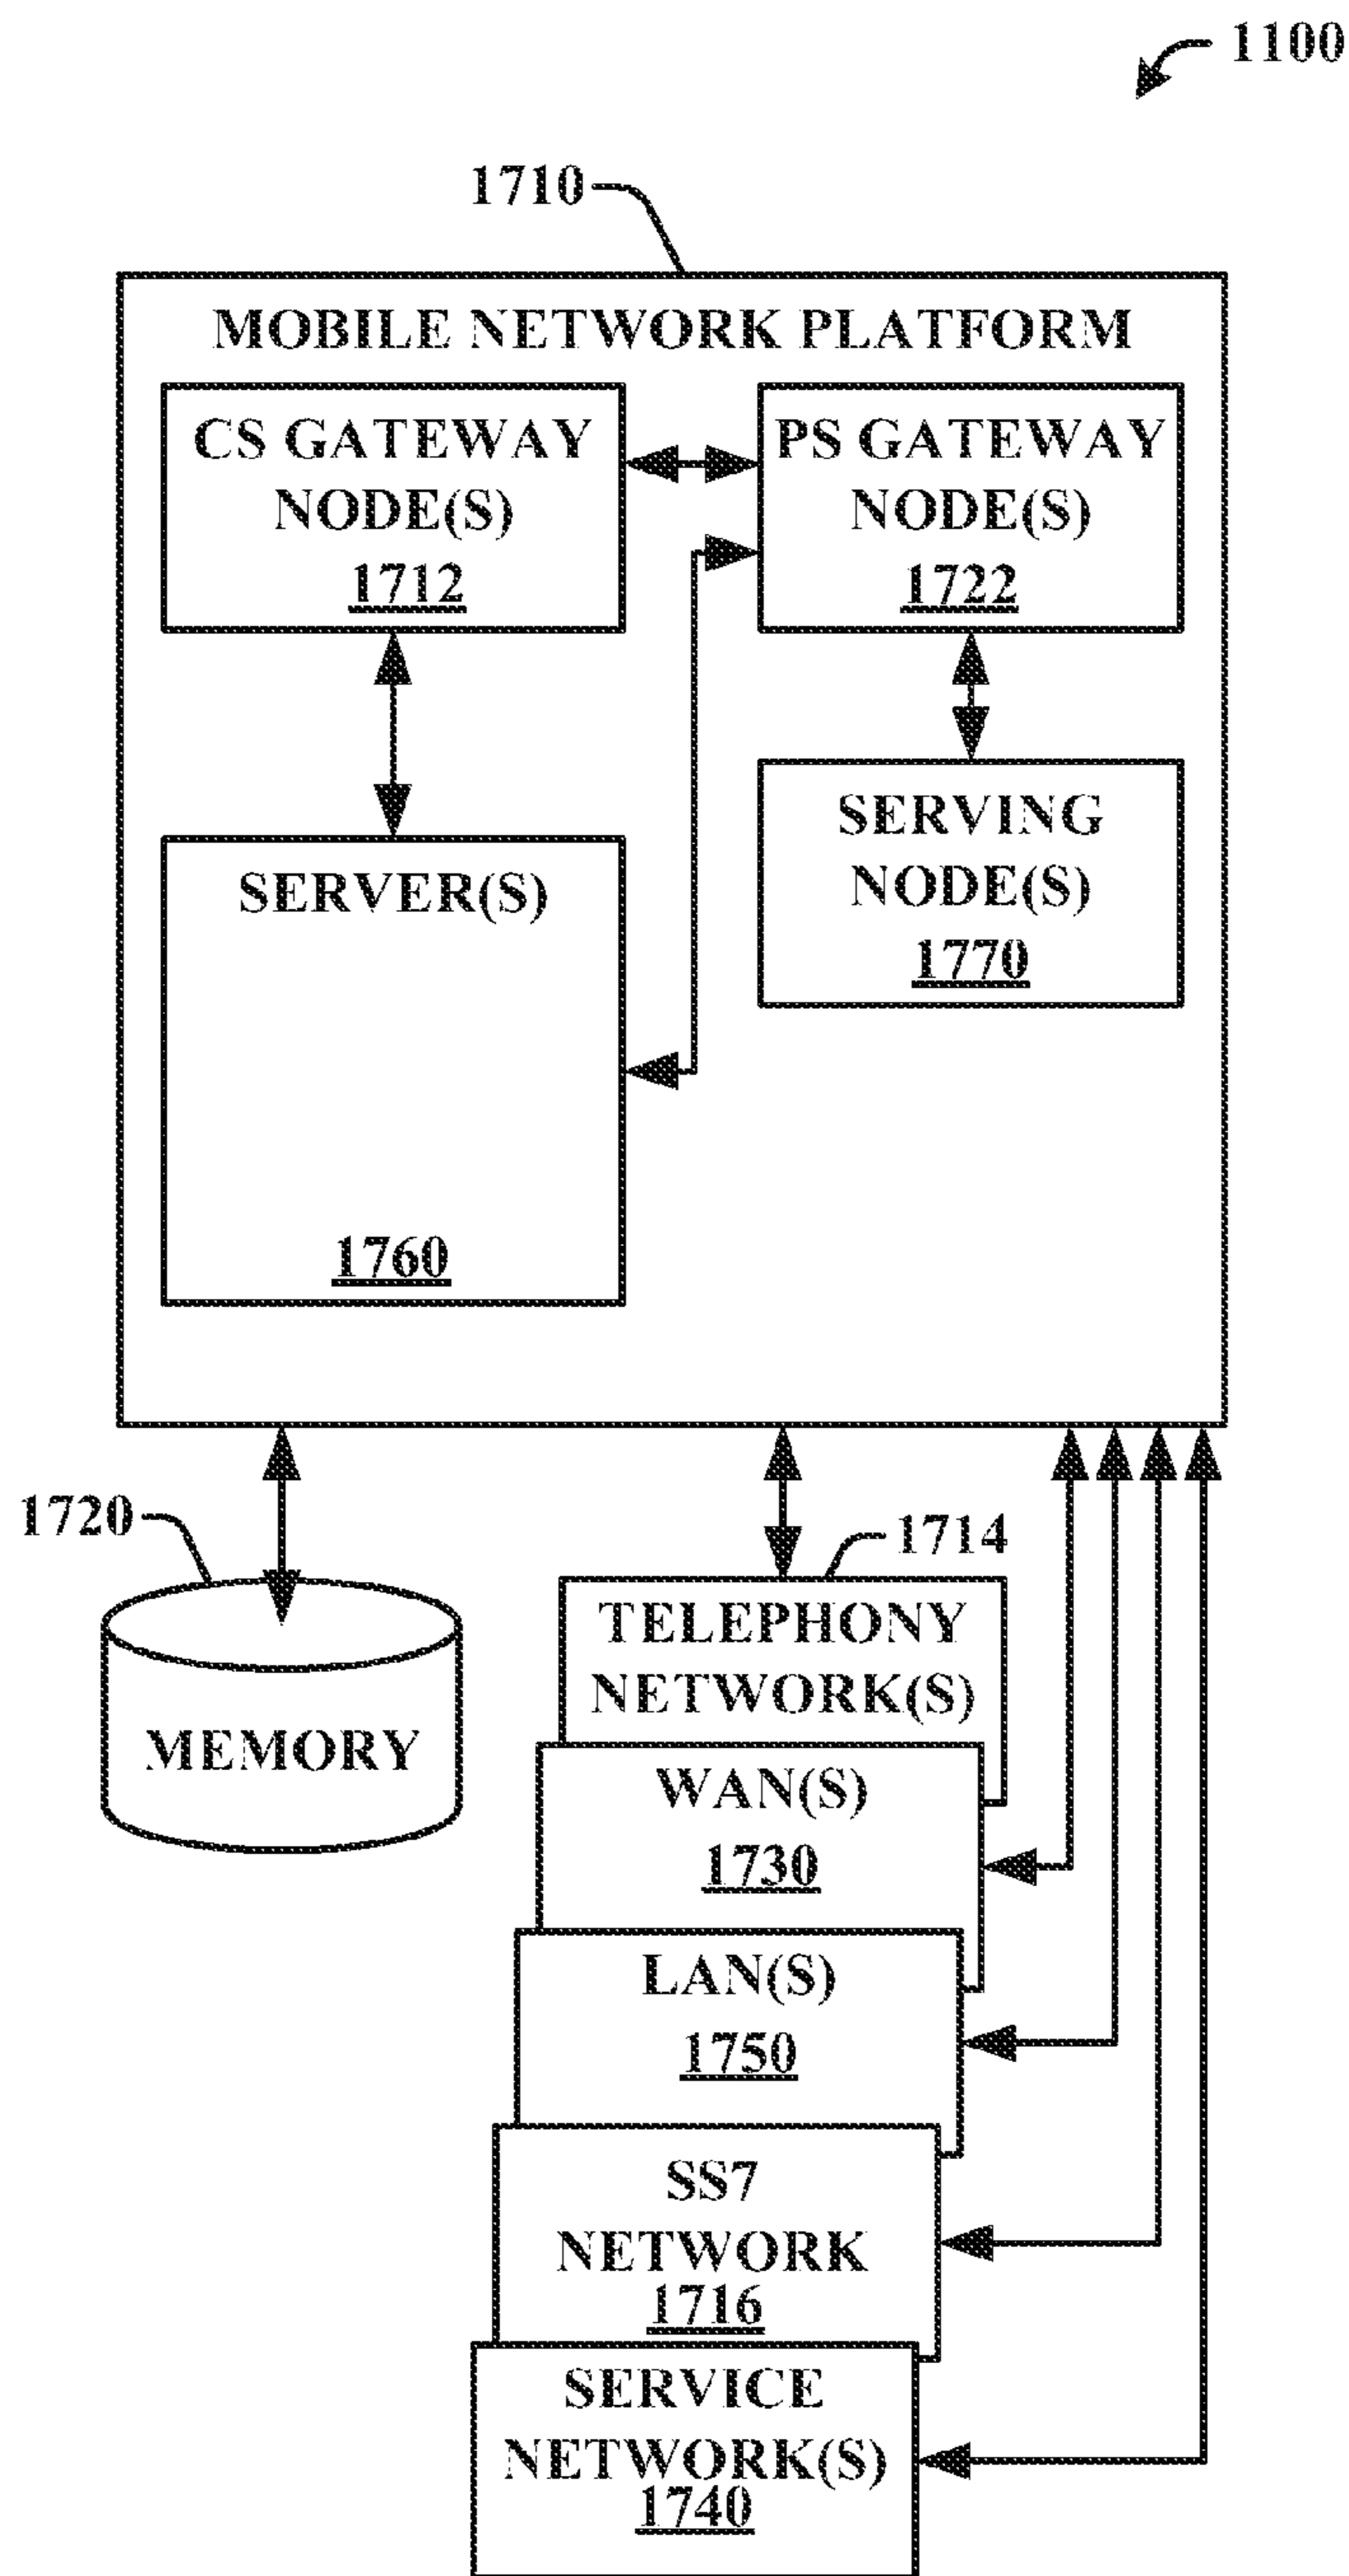 1100
1710
MOBILE NETWORK PLATFORM
CS GATEWAY
NODE(S)
1712
PS GATEWAY
NODE(S)
1722
SERVING
NODE(S)
1770
SERVER(S)
1760
1720
MEMORY
1714
TELEPHONY
NETWORK(S)
WAN(S)
1730
LAN(S)
1750
SS7
NETWORK
1716
SERVICE
NETWORK(S)
1740